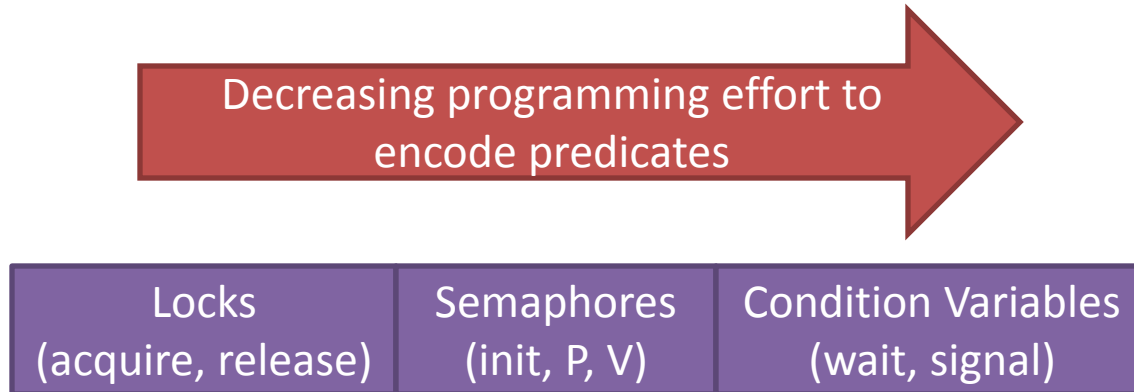 Decreasing programming effort to
encode predicates
Locks
(acquire, release)
Semaphores
(init, P, V)
Condition Variables
(wait, signal)